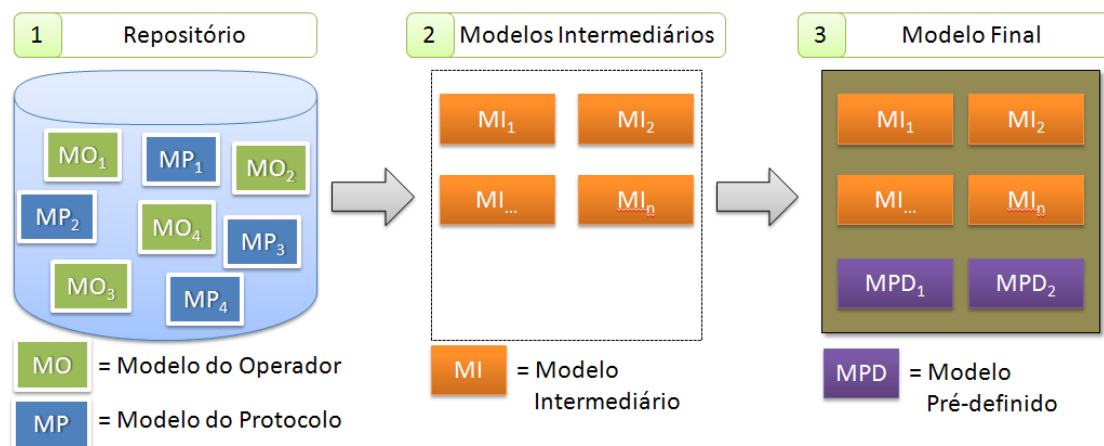 1 Repositório
2 Modelos Intermediários
3 Modelo Final
MO₁
MP₁
MO₂
MP₂
MO₄
MP₃
MO₃
MP₄
MI₁ MI₂
MI... MIₙ
MI₁ MI₂
MI... MIₙ
MPD₁ MPD₂
MO = Modelo do Operador
MP = Modelo do Protocolo
MI = Modelo
Intermediário
MPD = Modelo
Pré-definido